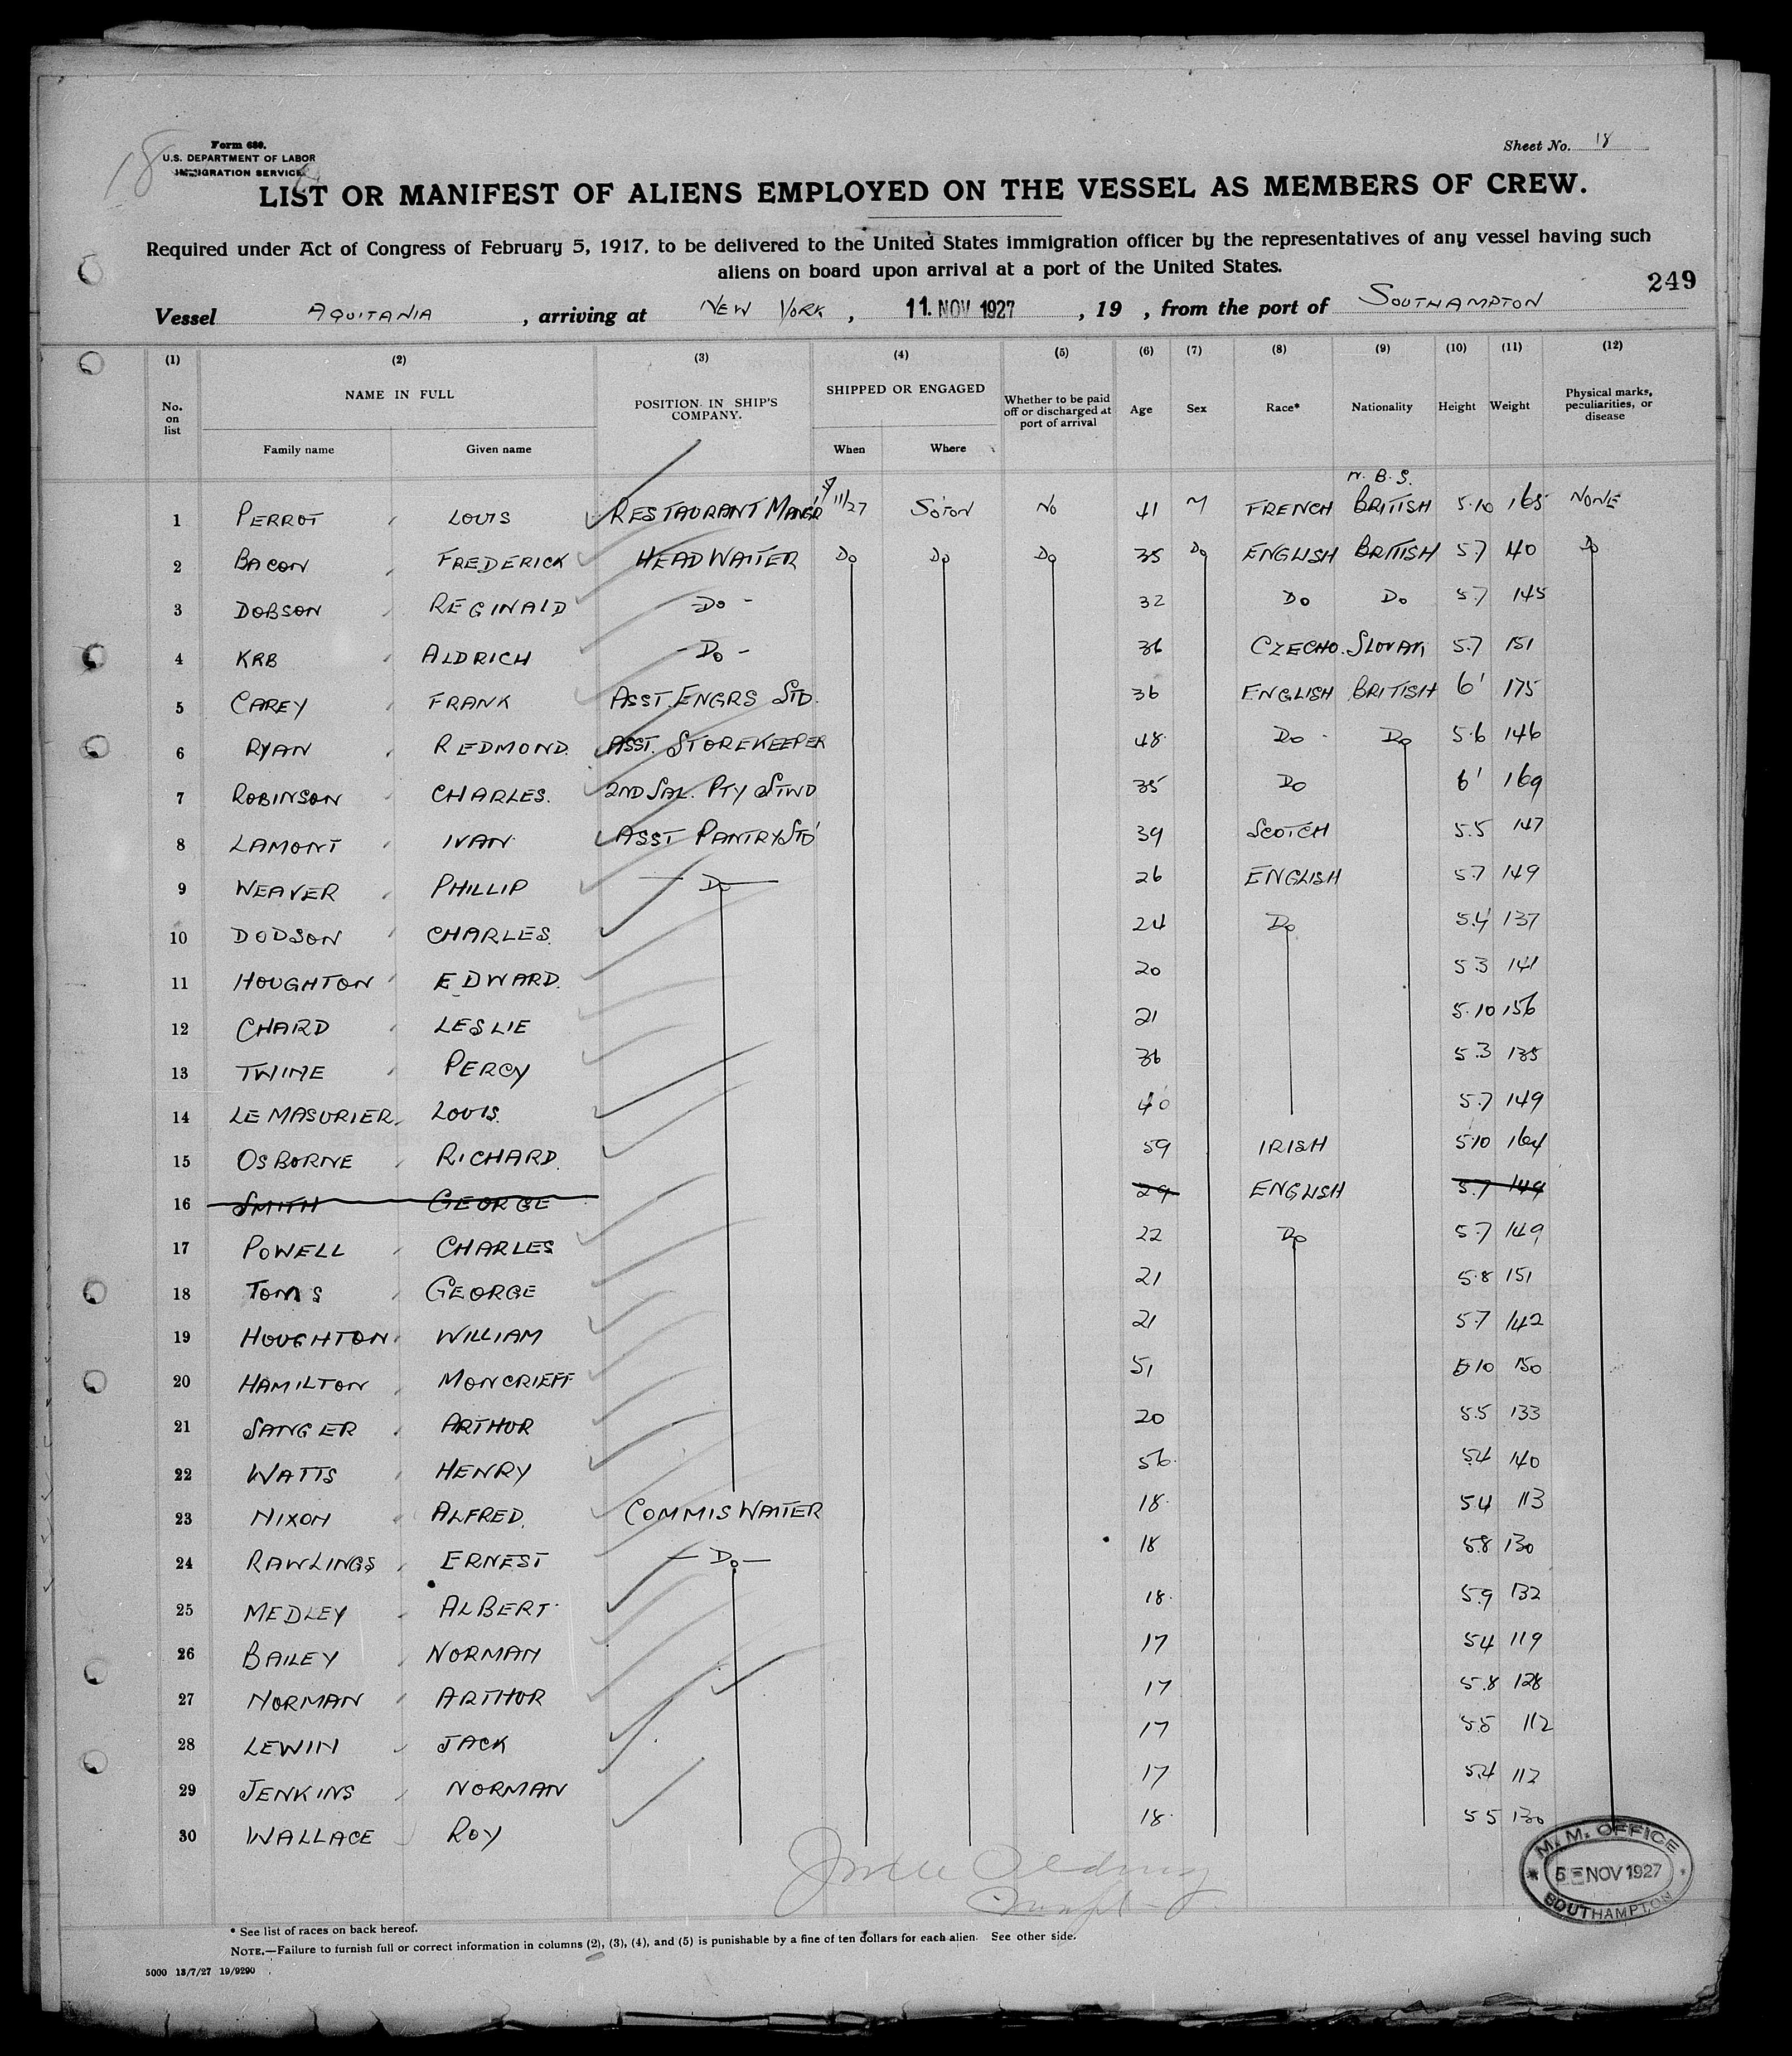 18
Form 680.
U.S. DEPARTMENT OF LABOR
IMMIGRATION SERVICE
Sheet No. 18
LIST OR MANIFEST OF ALIENS EMPLOYED ON THE VESSEL AS MEMBERS OF CREW.
Required under Act of Congress of February 5, 1917, to be delivered to the United States immigration officer by the representatives of any vessel having such
aliens on board upon arrival at a port of the United States.
249
Vessel AQUITANIA , arriving at NEW YORK , 11. NOV 1927 , 19 , from the port of SOUTHAMPTON
(1) (2) (3) (4) (5) (6) (7) (8) (9) (10) (11) (12)
No. on list NAME IN FULL Family name Given name POSITION IN SHIP'S COMPANY. SHIPPED OR ENGAGED When Where Whether to be paid off or discharged at port of arrival Age Sex Race* Nationality Height Weight Physical marks, peculiarities, or disease
N. B. S.
1 PERROT LOUIS RESTAURANT MANGR 11/27 S'OTON NO 41 M FRENCH BRITISH 5.10 165 NONE
2 BACON FREDERICK HEAD WAITER DO DO DO 35 DO ENGLISH BRITISH 5.7 140 DO
3 DOBSON REGINALD DO - 32 DO DO 5.7 145
4 KRB ALDRICH - DO - 36 CZECHO. SLOVAK 5.7 151
5 CAREY FRANK ASST. ENGRS STD. 36 ENGLISH BRITISH 6' 175
6 RYAN REDMOND. ASST. STOREKEEPER 48 DO DO 5.6 146
7 ROBINSON CHARLES. 2ND SAL. PTY STWD 35 DO 6' 169
8 LAMONT IVAN ASST PANTRY STD 39 SCOTCH 5.5 147
9 WEAVER PHILLIP DO 26 ENGLISH 5.7 149
10 DODSON CHARLES. 24 DO 5.4 137
11 HOUGHTON EDWARD. 20 5.3 141
12 CHARD LESLIE 21 5.10 156
13 TWINE PERCY 36 5.3 135
14 LE MASURIER LOUIS. 40 5.7 149
15 OSBORNE RICHARD. 59 IRISH 5.10 164
16 SMITH GEORGE 29 ENGLISH 5.7 149
17 POWELL CHARLES 22 DO 5.7 149
18 TOMS GEORGE 21 5.8 151
19 HOUGHTON WILLIAM 21 5.7 142
20 HAMILTON MONCRIEFF 51 5.10 150
21 SANGER ARTHUR 20 5.5 133
22 WATTS HENRY 56 5.4 140
23 NIXON ALFRED. COMMIS WAITER 18 5.4 113
24 RAWLINGS ERNEST - DO - 18 5.8 130
25 MEDLEY ALBERT 18 5.9 132
26 BAILEY NORMAN 17 5.4 119
27 NORMAN ARTHUR 17 5.8 128
28 LEWIN JACK 17 5.5 112
29 JENKINS NORMAN 17 5.4 112
30 WALLACE ROY 18 5.5 130
M. M. OFFICE
5 NOV 1927
SOUTHAMPTON
* See list of races on back hereof.
NOTE.—Failure to furnish full or correct information in columns (2), (3), (4), and (5) is punishable by a fine of ten dollars for each alien. See other side.
5000 13/7/27 19/9290